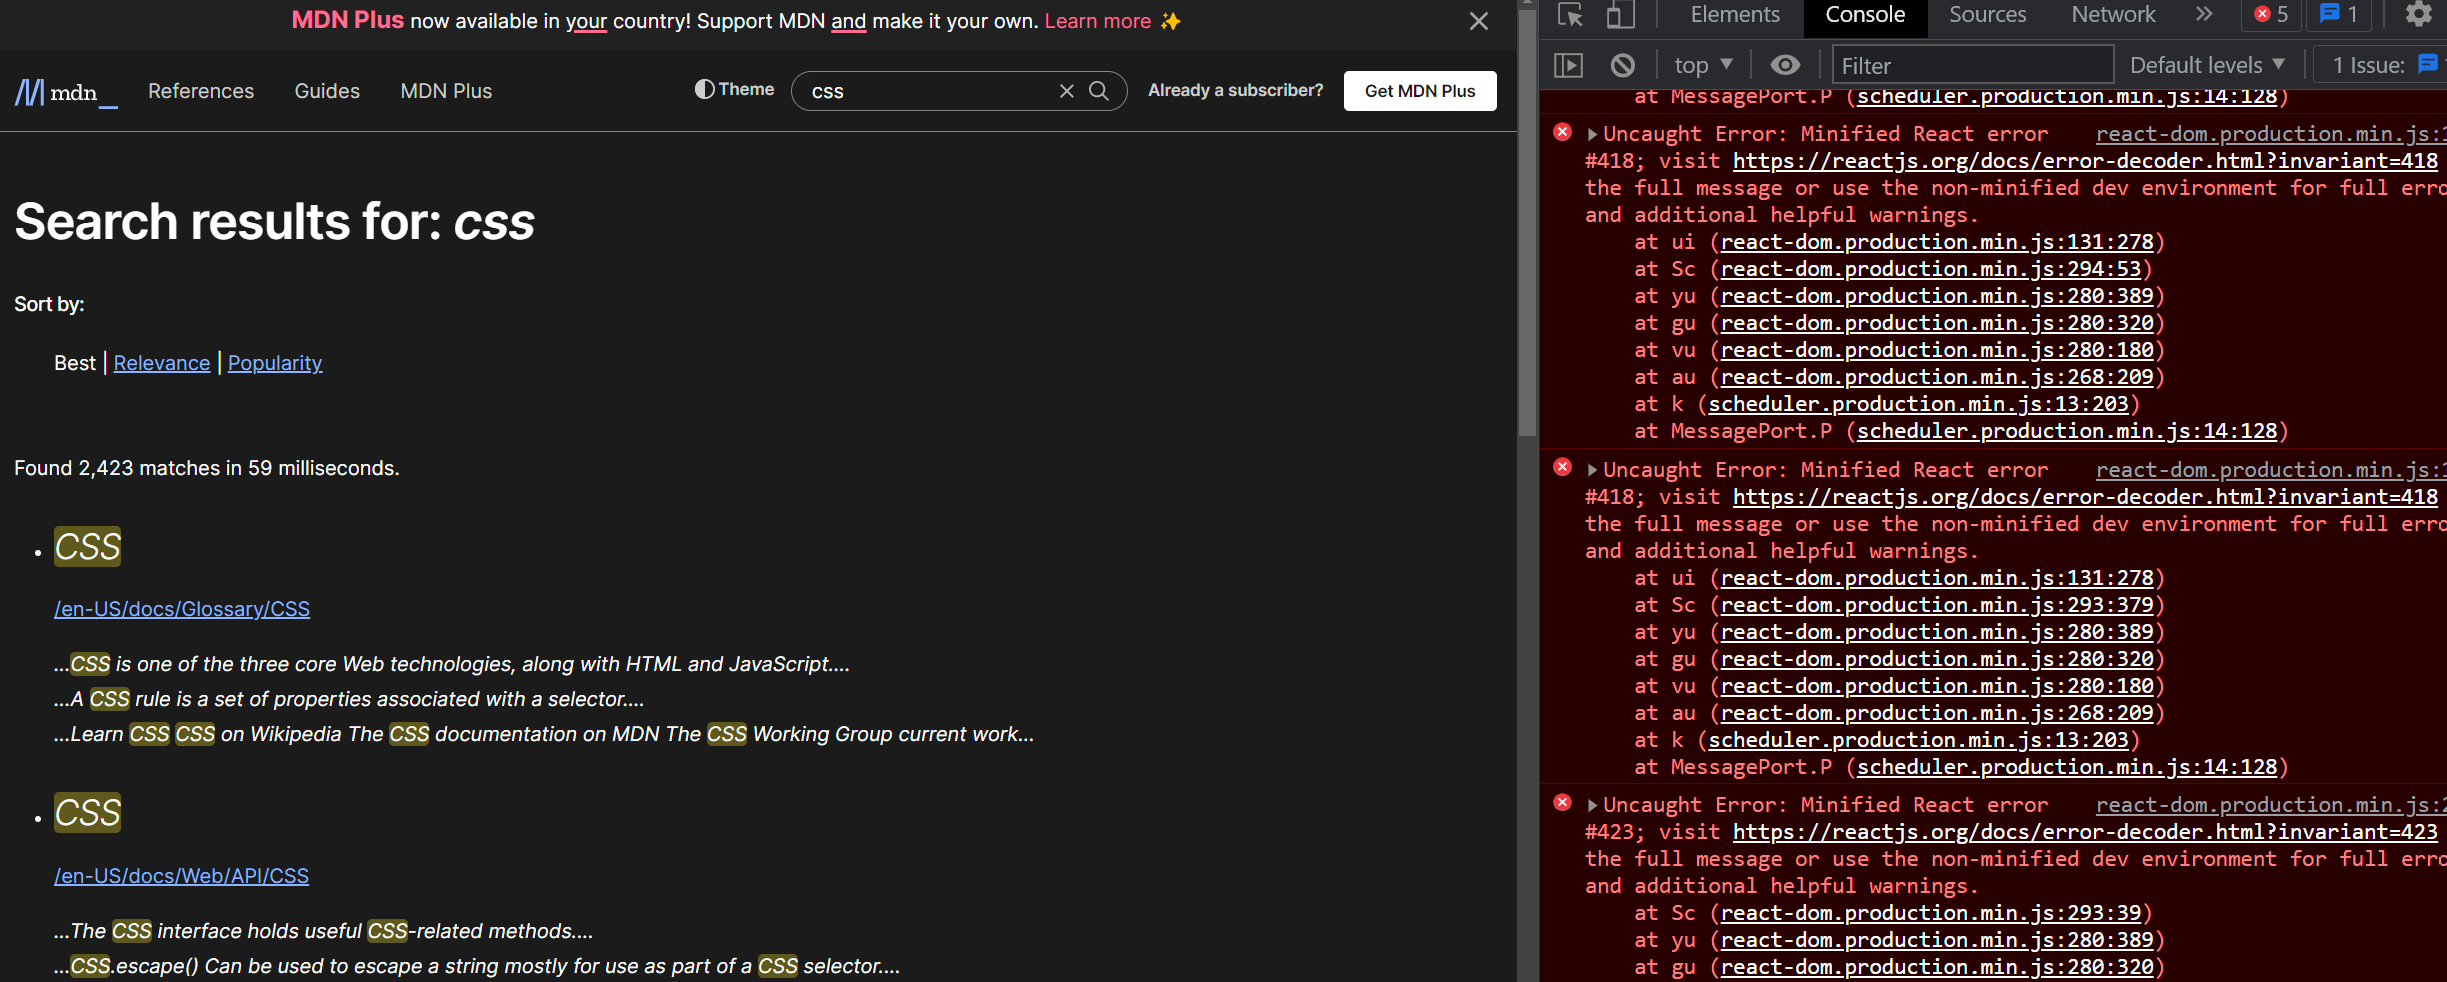 MDN Plus now available in your country! Support MDN and make it your own. Learn more ✨
mdn_
References
Guides
MDN Plus
Theme
css
Already a subscriber?
Get MDN Plus
Search results for: css
Sort by:
Best | Relevance | Popularity
Found 2,423 matches in 59 milliseconds.
• CSS
/en-US/docs/Glossary/CSS
...CSS is one of the three core Web technologies, along with HTML and JavaScript....
...A CSS rule is a set of properties associated with a selector....
...Learn CSS CSS on Wikipedia The CSS documentation on MDN The CSS Working Group current work...
• CSS
/en-US/docs/Web/API/CSS
...The CSS interface holds useful CSS-related methods....
...CSS.escape() Can be used to escape a string mostly for use as part of a CSS selector....
Elements
Console
Sources
Network
5
1
top
Filter
Default levels
1 Issue:
at MessagePort.P (scheduler.production.min.js:14:128)
Uncaught Error: Minified React error react-dom.production.min.js:1
#418; visit https://reactjs.org/docs/error-decoder.html?invariant=418
the full message or use the non-minified dev environment for full erro
and additional helpful warnings.
at ui (react-dom.production.min.js:131:278)
at Sc (react-dom.production.min.js:294:53)
at yu (react-dom.production.min.js:280:389)
at gu (react-dom.production.min.js:280:320)
at vu (react-dom.production.min.js:280:180)
at au (react-dom.production.min.js:268:209)
at k (scheduler.production.min.js:13:203)
at MessagePort.P (scheduler.production.min.js:14:128)
Uncaught Error: Minified React error react-dom.production.min.js:1
#418; visit https://reactjs.org/docs/error-decoder.html?invariant=418
the full message or use the non-minified dev environment for full erro
and additional helpful warnings.
at ui (react-dom.production.min.js:131:278)
at Sc (react-dom.production.min.js:293:379)
at yu (react-dom.production.min.js:280:389)
at gu (react-dom.production.min.js:280:320)
at vu (react-dom.production.min.js:280:180)
at au (react-dom.production.min.js:268:209)
at k (scheduler.production.min.js:13:203)
at MessagePort.P (scheduler.production.min.js:14:128)
Uncaught Error: Minified React error react-dom.production.min.js:2
#423; visit https://reactjs.org/docs/error-decoder.html?invariant=423
the full message or use the non-minified dev environment for full erro
and additional helpful warnings.
at Sc (react-dom.production.min.js:293:39)
at yu (react-dom.production.min.js:280:389)
at gu (react-dom.production.min.js:280:320)